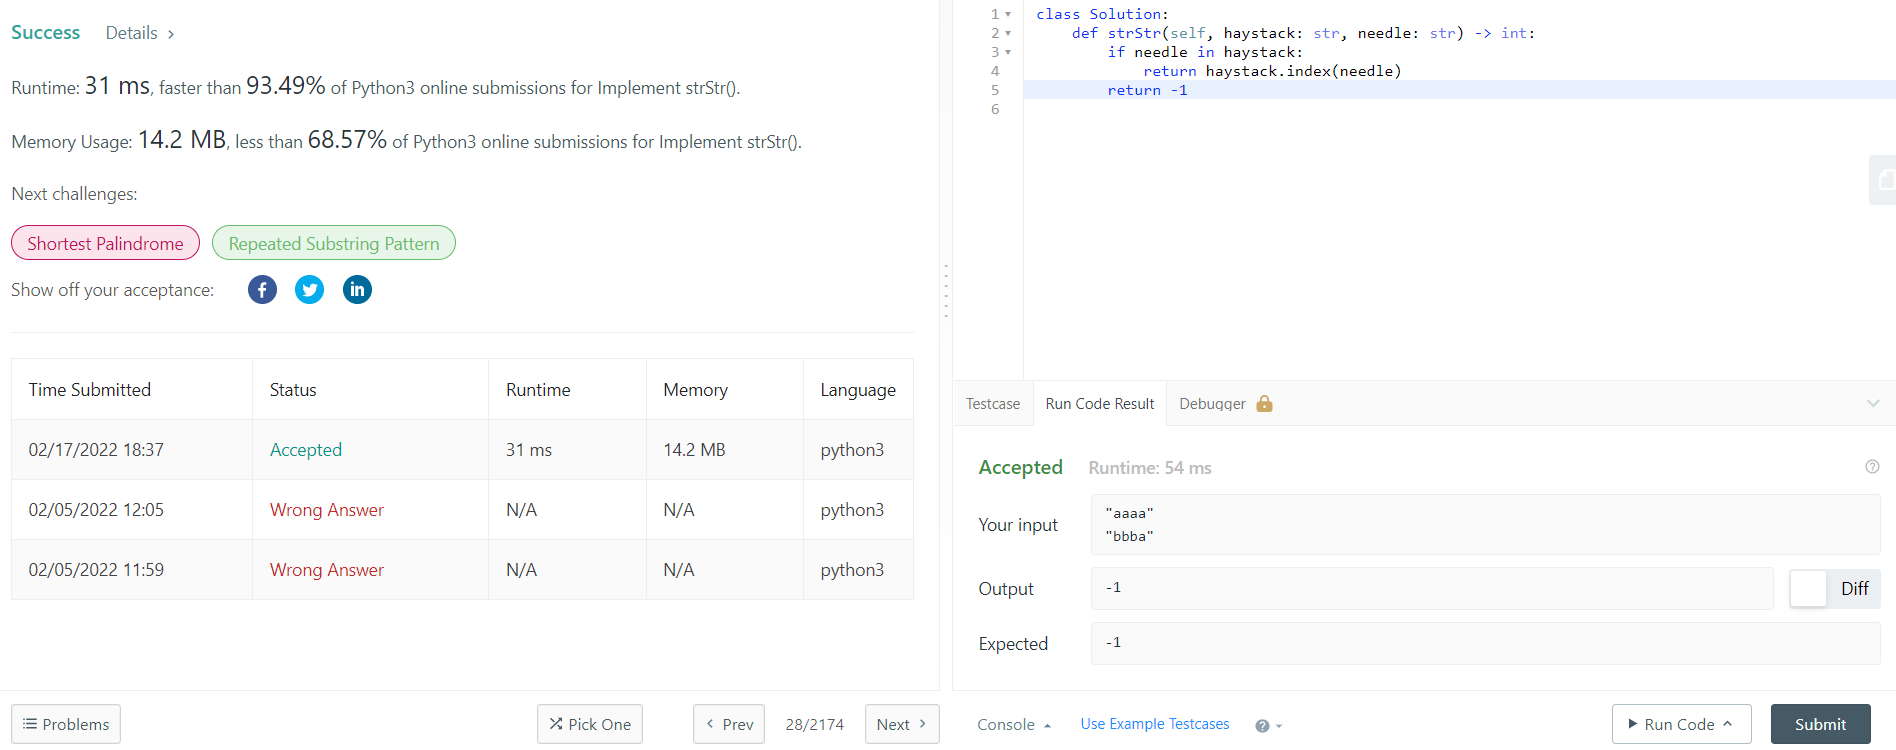 Success Details >
Runtime: 31 ms, faster than 93.49% of Python3 online submissions for Implement strStr().
Memory Usage: 14.2 MB, less than 68.57% of Python3 online submissions for Implement strStr().
Next challenges:
Shortest Palindrome Repeated Substring Pattern
Show off your acceptance: f in
Time Submitted Status Runtime Memory Language
02/17/2022 18:37 Accepted 31 ms 14.2 MB python3
02/05/2022 12:05 Wrong Answer N/A N/A python3
02/05/2022 11:59 Wrong Answer N/A N/A python3
Problems Pick One < Prev 28/2174 Next >
1 class Solution:
2 def strStr(self, haystack: str, needle: str) -> int:
3 if needle in haystack:
4 return haystack.index(needle)
5 return -1
6
Testcase Run Code Result Debugger
Accepted Runtime: 54 ms ?
Your input "aaaa"
"bbba"
Output -1 Diff
Expected -1
Console Use Example Testcases ? Run Code Submit